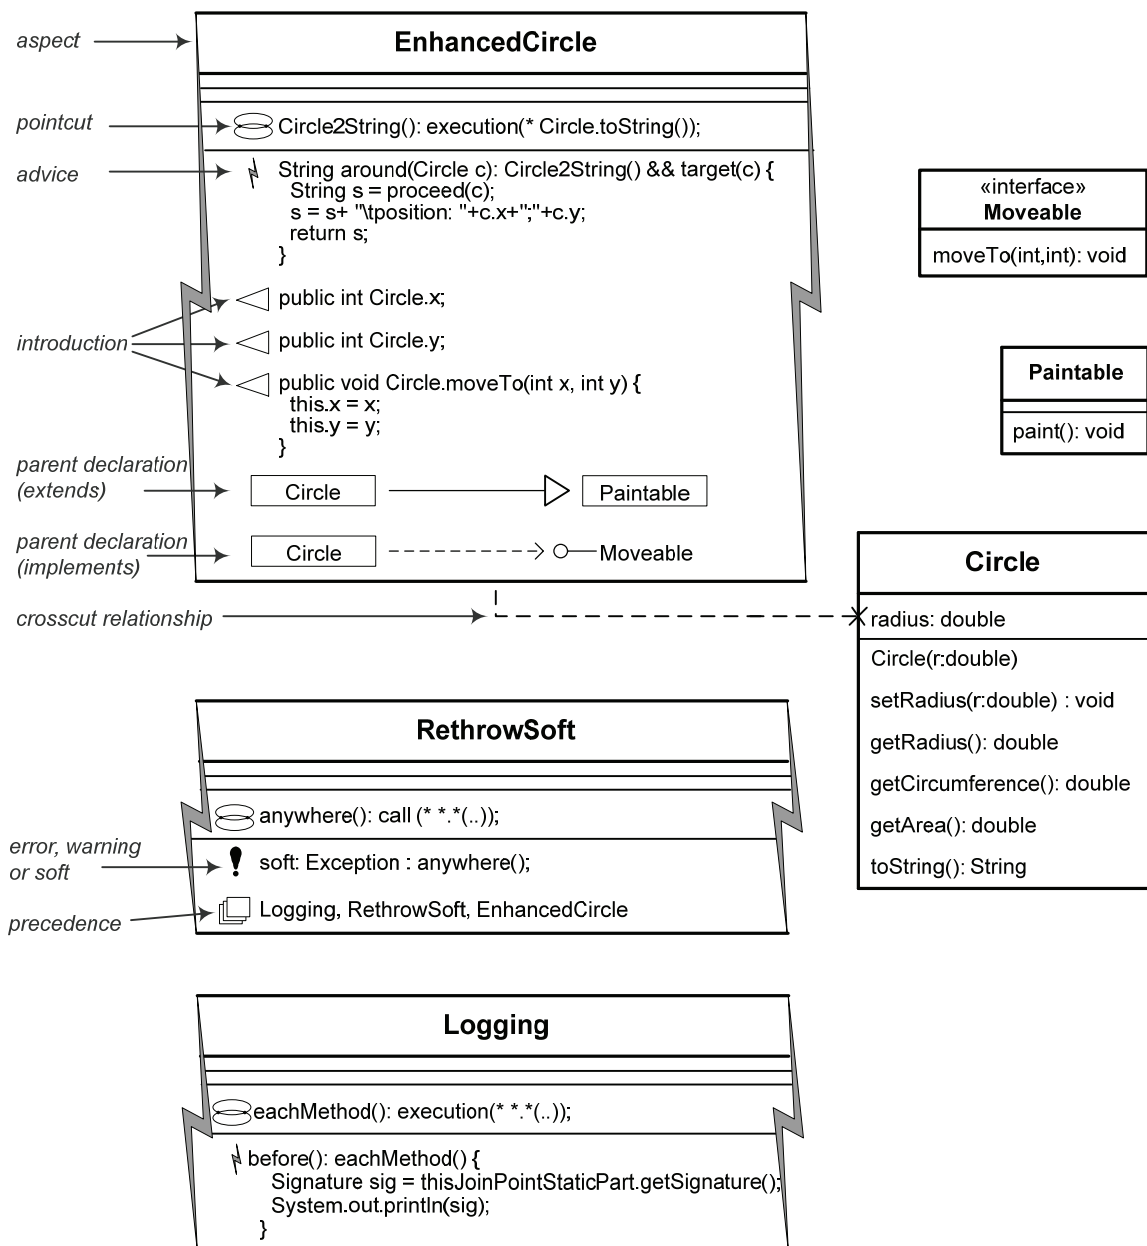 aspect
EnhancedCircle
pointcut
Circle2String(): execution(* Circle.toString());
advice
String around(Circle c): Circle2String() && target(c) {
String s = proceed(c);
s = s+ "\tposition: "+c.x+";"+c.y;
return s;
}
introduction
public int Circle.x;
public int Circle.y;
public void Circle.moveTo(int x, int y) {
this.x = x;
this.y = y;
}
parent declaration
(extends)
Circle
Paintable
parent declaration
(implements)
Circle
Moveable
crosscut relationship
«interface»
Moveable
moveTo(int,int): void
Paintable
paint(): void
Circle
radius: double
Circle(r:double)
setRadius(r:double) : void
getRadius(): double
getCircumference(): double
getArea(): double
toString(): String
RethrowSoft
anywhere(): call (* *.*(..));
error, warning
or soft
soft: Exception : anywhere();
precedence
Logging, RethrowSoft, EnhancedCircle
Logging
eachMethod(): execution(* *.*(..));
before(): eachMethod() {
Signature sig = thisJoinPointStaticPart.getSignature();
System.out.println(sig);
}